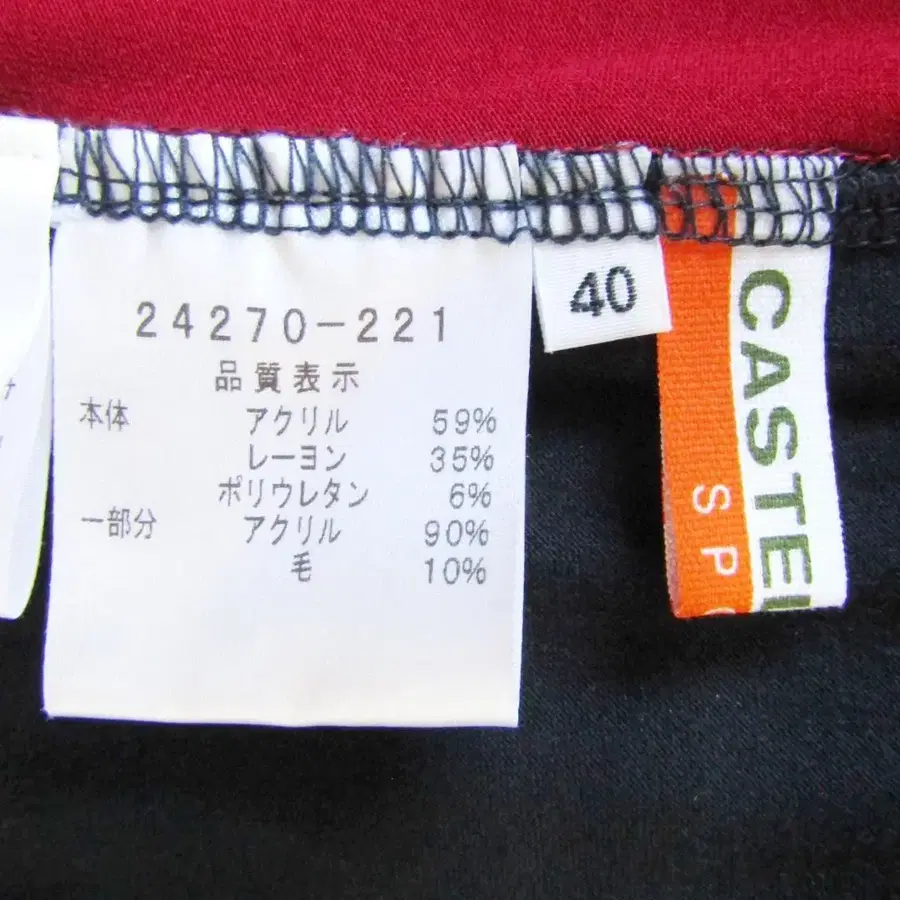 24270-221
品質表示
本体 アクリル 59%
レーヨン 35%
ポリウレタン 6%
一部分 アクリル 90%
毛 10%
40
CASTE
SP